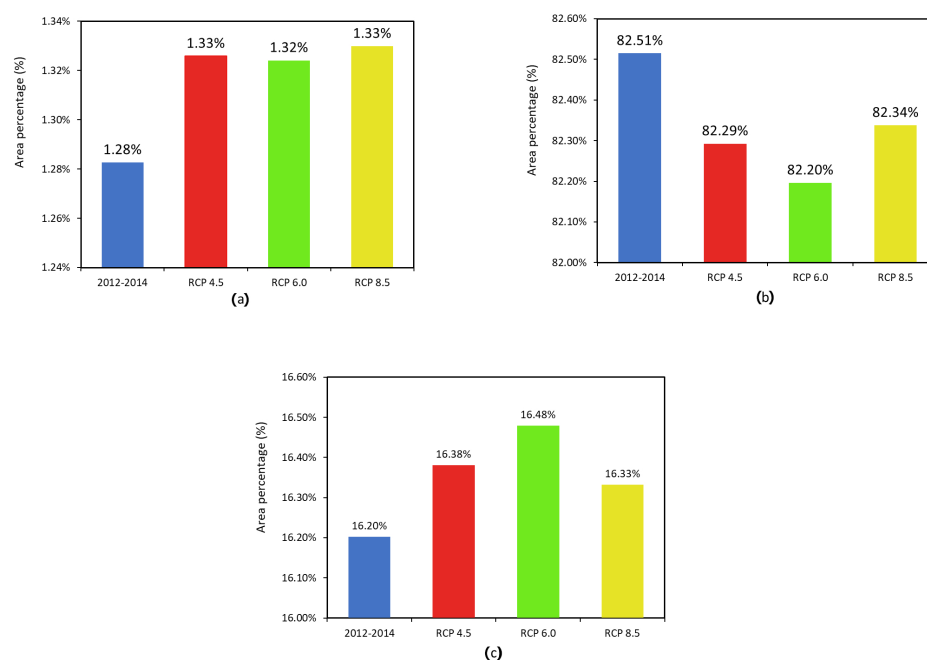 Area percentage (%)
1.34%
1.32%
1.30%
1.28%
1.26%
1.24%
1.28%
1.33%
1.32%
1.33%
2012-2014
RCP 4.5
RCP 6.0
RCP 8.5
(a)
Area percentage (%)
82.60%
82.50%
82.40%
82.30%
82.20%
82.10%
82.00%
82.51%
82.29%
82.20%
82.34%
2012-2014
RCP 4.5
RCP 6.0
RCP 8.5
(b)
Area percentage (%)
16.60%
16.50%
16.40%
16.30%
16.20%
16.10%
16.00%
16.20%
16.38%
16.48%
16.33%
2012-2014
RCP 4.5
RCP 6.0
RCP 8.5
(c)